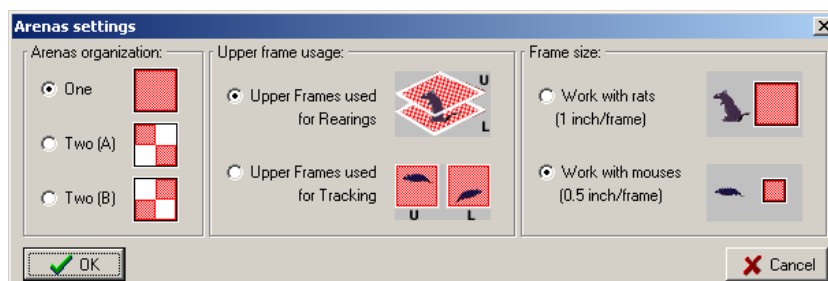 Arenas settings
Arenas organization:
One
Two (A)
Two (B)
Upper frame usage:
Upper Frames used
for Rearings
U
L
Upper Frames used
for Tracking
U L
Frame size:
Work with rats
(1 inch/frame)
Work with mouses
(0.5 inch/frame)
OK
Cancel